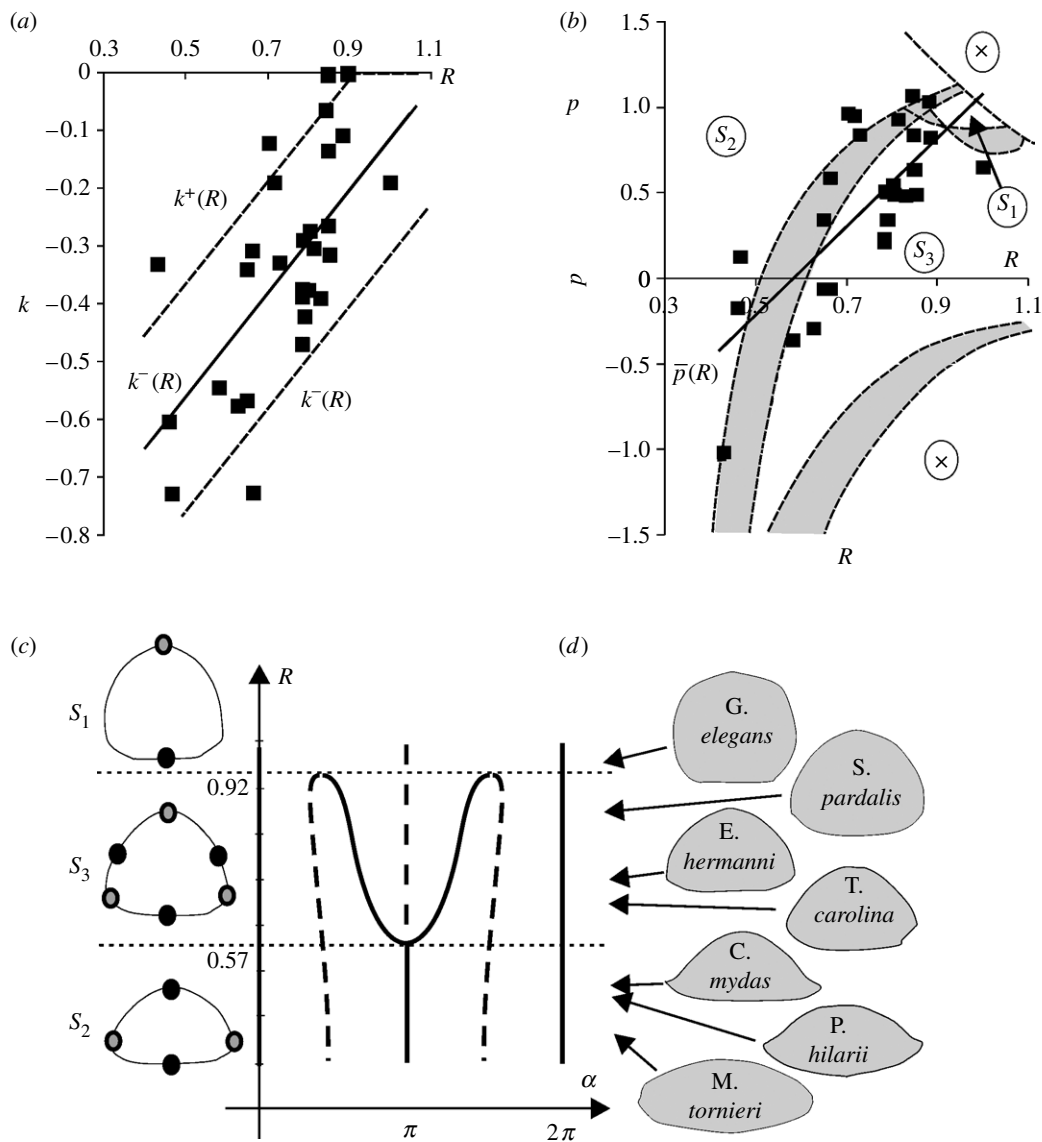 (a)
0.3 0.5 0.7 0.9 1.1
R
0
−0.1
−0.2
−0.3
k
−0.4
−0.5
−0.6
−0.7
−0.8
k⁺(R)
k⁻(R)
k⁻(R)
(b)
1.5
p
1.0
0.5
p
0
−0.5
−1.0
−1.5
×
S₂
S₁
S₃
R
0.3 0.5 0.7 0.9 1.1
p̅(R)
×
R
(c)
R
S₁
0.92
S₃
0.57
S₂
α
π
2π
(d)
G.
elegans
S.
pardalis
E.
hermanni
T.
carolina
C.
mydas
P.
hilarii
M.
tornieri